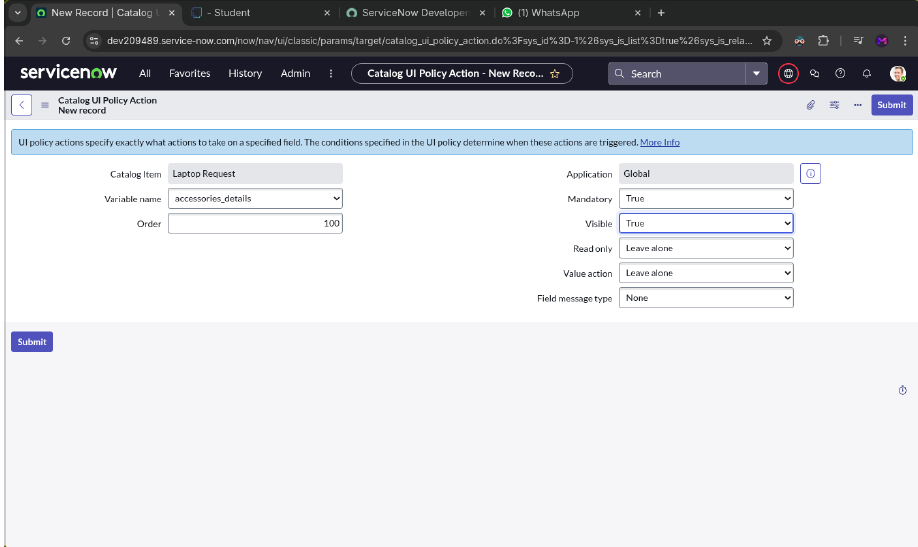 New Record | Catalog U
- Student
ServiceNow Developer
(1) WhatsApp
dev209489.service-now.com/now/nav/ui/classic/params/target/catalog_ui_policy_action.do%3Fsys_id%3D-1%26sys_is_list%3Dtrue%26sys_is_rela...
servicenow All Favorites History Admin Catalog UI Policy Action - New Reco... Search
Catalog UI Policy Action
New record
Submit
UI policy actions specify exactly what actions to take on a specified field. The conditions specified in the UI policy determine when these actions are triggered. More Info
Catalog Item Laptop Request
Application Global
Variable name accessories_details
Mandatory True
Order 100
Visible True
Read only Leave alone
Value action Leave alone
Field message type None
Submit